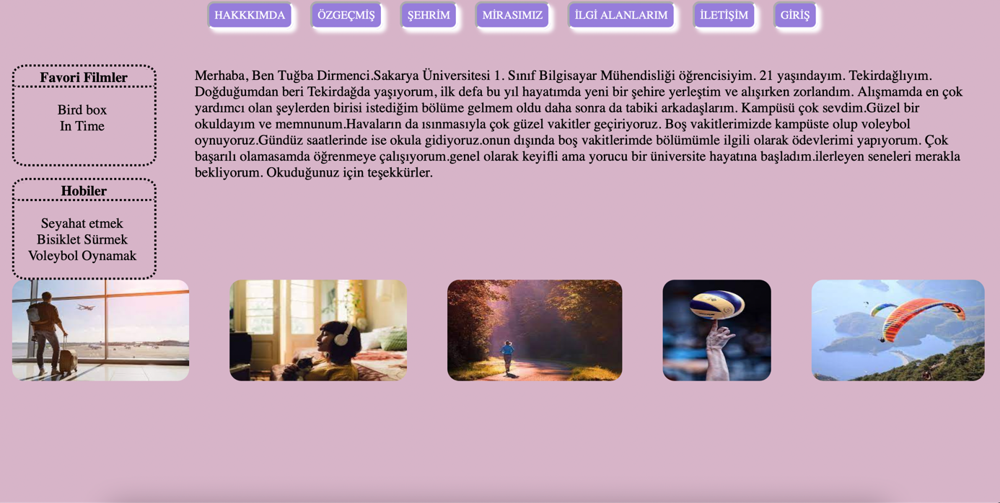 HAKKKIMDA ÖZGEÇMİŞ ŞEHRİM MİRASIMIZ İLGİ ALANLARIM İLETİŞİM GİRİŞ
Favori Filmler
Bird box
In Time
Hobiler
Seyahat etmek
Bisiklet Sürmek
Voleybol Oynamak
Merhaba, Ben Tuğba Dirmenci.Sakarya Üniversitesi 1. Sınıf Bilgisayar Mühendisliği öğrencisiyim. 21 yaşındayım. Tekirdağlıyım.
Doğduğumdan beri Tekirdağda yaşıyorum, ilk defa bu yıl hayatımda yeni bir şehire yerleştim ve alışırken zorlandım. Alışmamda en çok
yardımcı olan şeylerden birisi istediğim bölüme gelmem oldu daha sonra da tabiki arkadaşlarım. Kampüsü çok sevdim.Güzel bir
okuldayım ve memnunum.Havaların da ısınmasıyla çok güzel vakitler geçiriyoruz. Boş vakitlerimizde kampüste olup voleybol
oynuyoruz.Gündüz saatlerinde ise okula gidiyoruz.onun dışında boş vakitlerimde bölümümle ilgili olarak ödevlerimi yapıyorum. Çok
başarılı olamasamda öğrenmeye çalışıyorum.genel olarak keyifli ama yorucu bir üniversite hayatına başladım.ilerleyen seneleri merakla
bekliyorum. Okuduğunuz için teşekkürler.